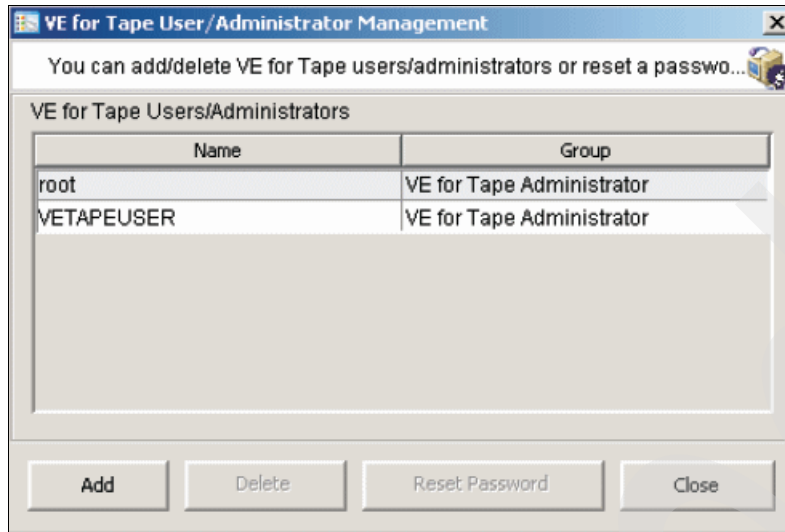 VE for Tape User/Administrator Management
You can add/delete VE for Tape users/administrators or reset a passwo...
VE for Tape Users/Administrators
Name Group
root VE for Tape Administrator
VETAPEUSER VE for Tape Administrator
Add Delete Reset Password Close